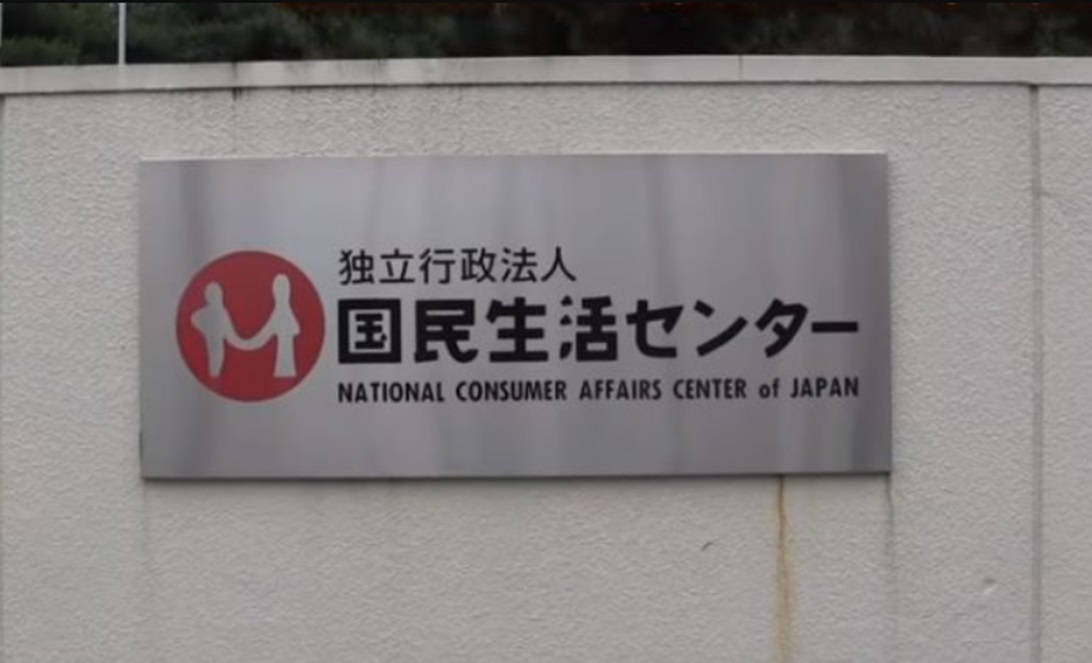 独立行政法人
国民生活センター
NATIONAL CONSUMER AFFAIRS CENTER of JAPAN